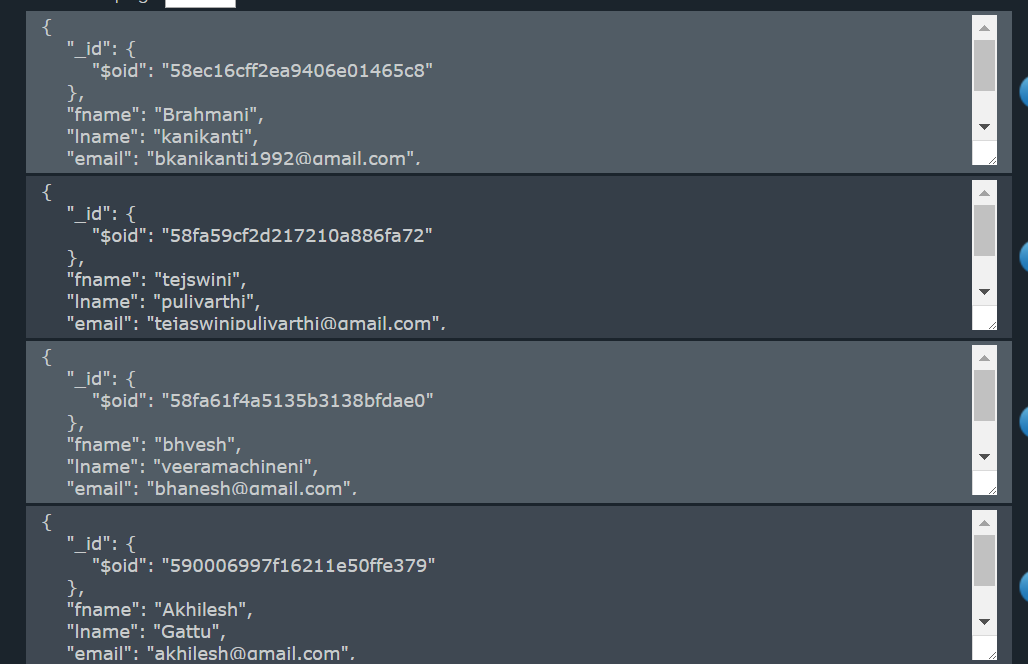 {
"_id": {
"$oid": "58ec16cff2ea9406e01465c8"
},
"fname": "Brahmani",
"lname": "kanikanti",
"email": "bkanikanti1992@gmail.com",
{
"_id": {
"$oid": "58fa59cf2d217210a886fa72"
},
"fname": "tejswini",
"lname": "pulivarthi",
"email": "tejaswinipulivarthi@gmail.com",
{
"_id": {
"$oid": "58fa61f4a5135b3138bfdae0"
},
"fname": "bhvesh",
"lname": "veeramachineni",
"email": "bhanesh@gmail.com",
{
"_id": {
"$oid": "590006997f16211e50ffe379"
},
"fname": "Akhilesh",
"lname": "Gattu",
"email": "akhilesh@gmail.com",